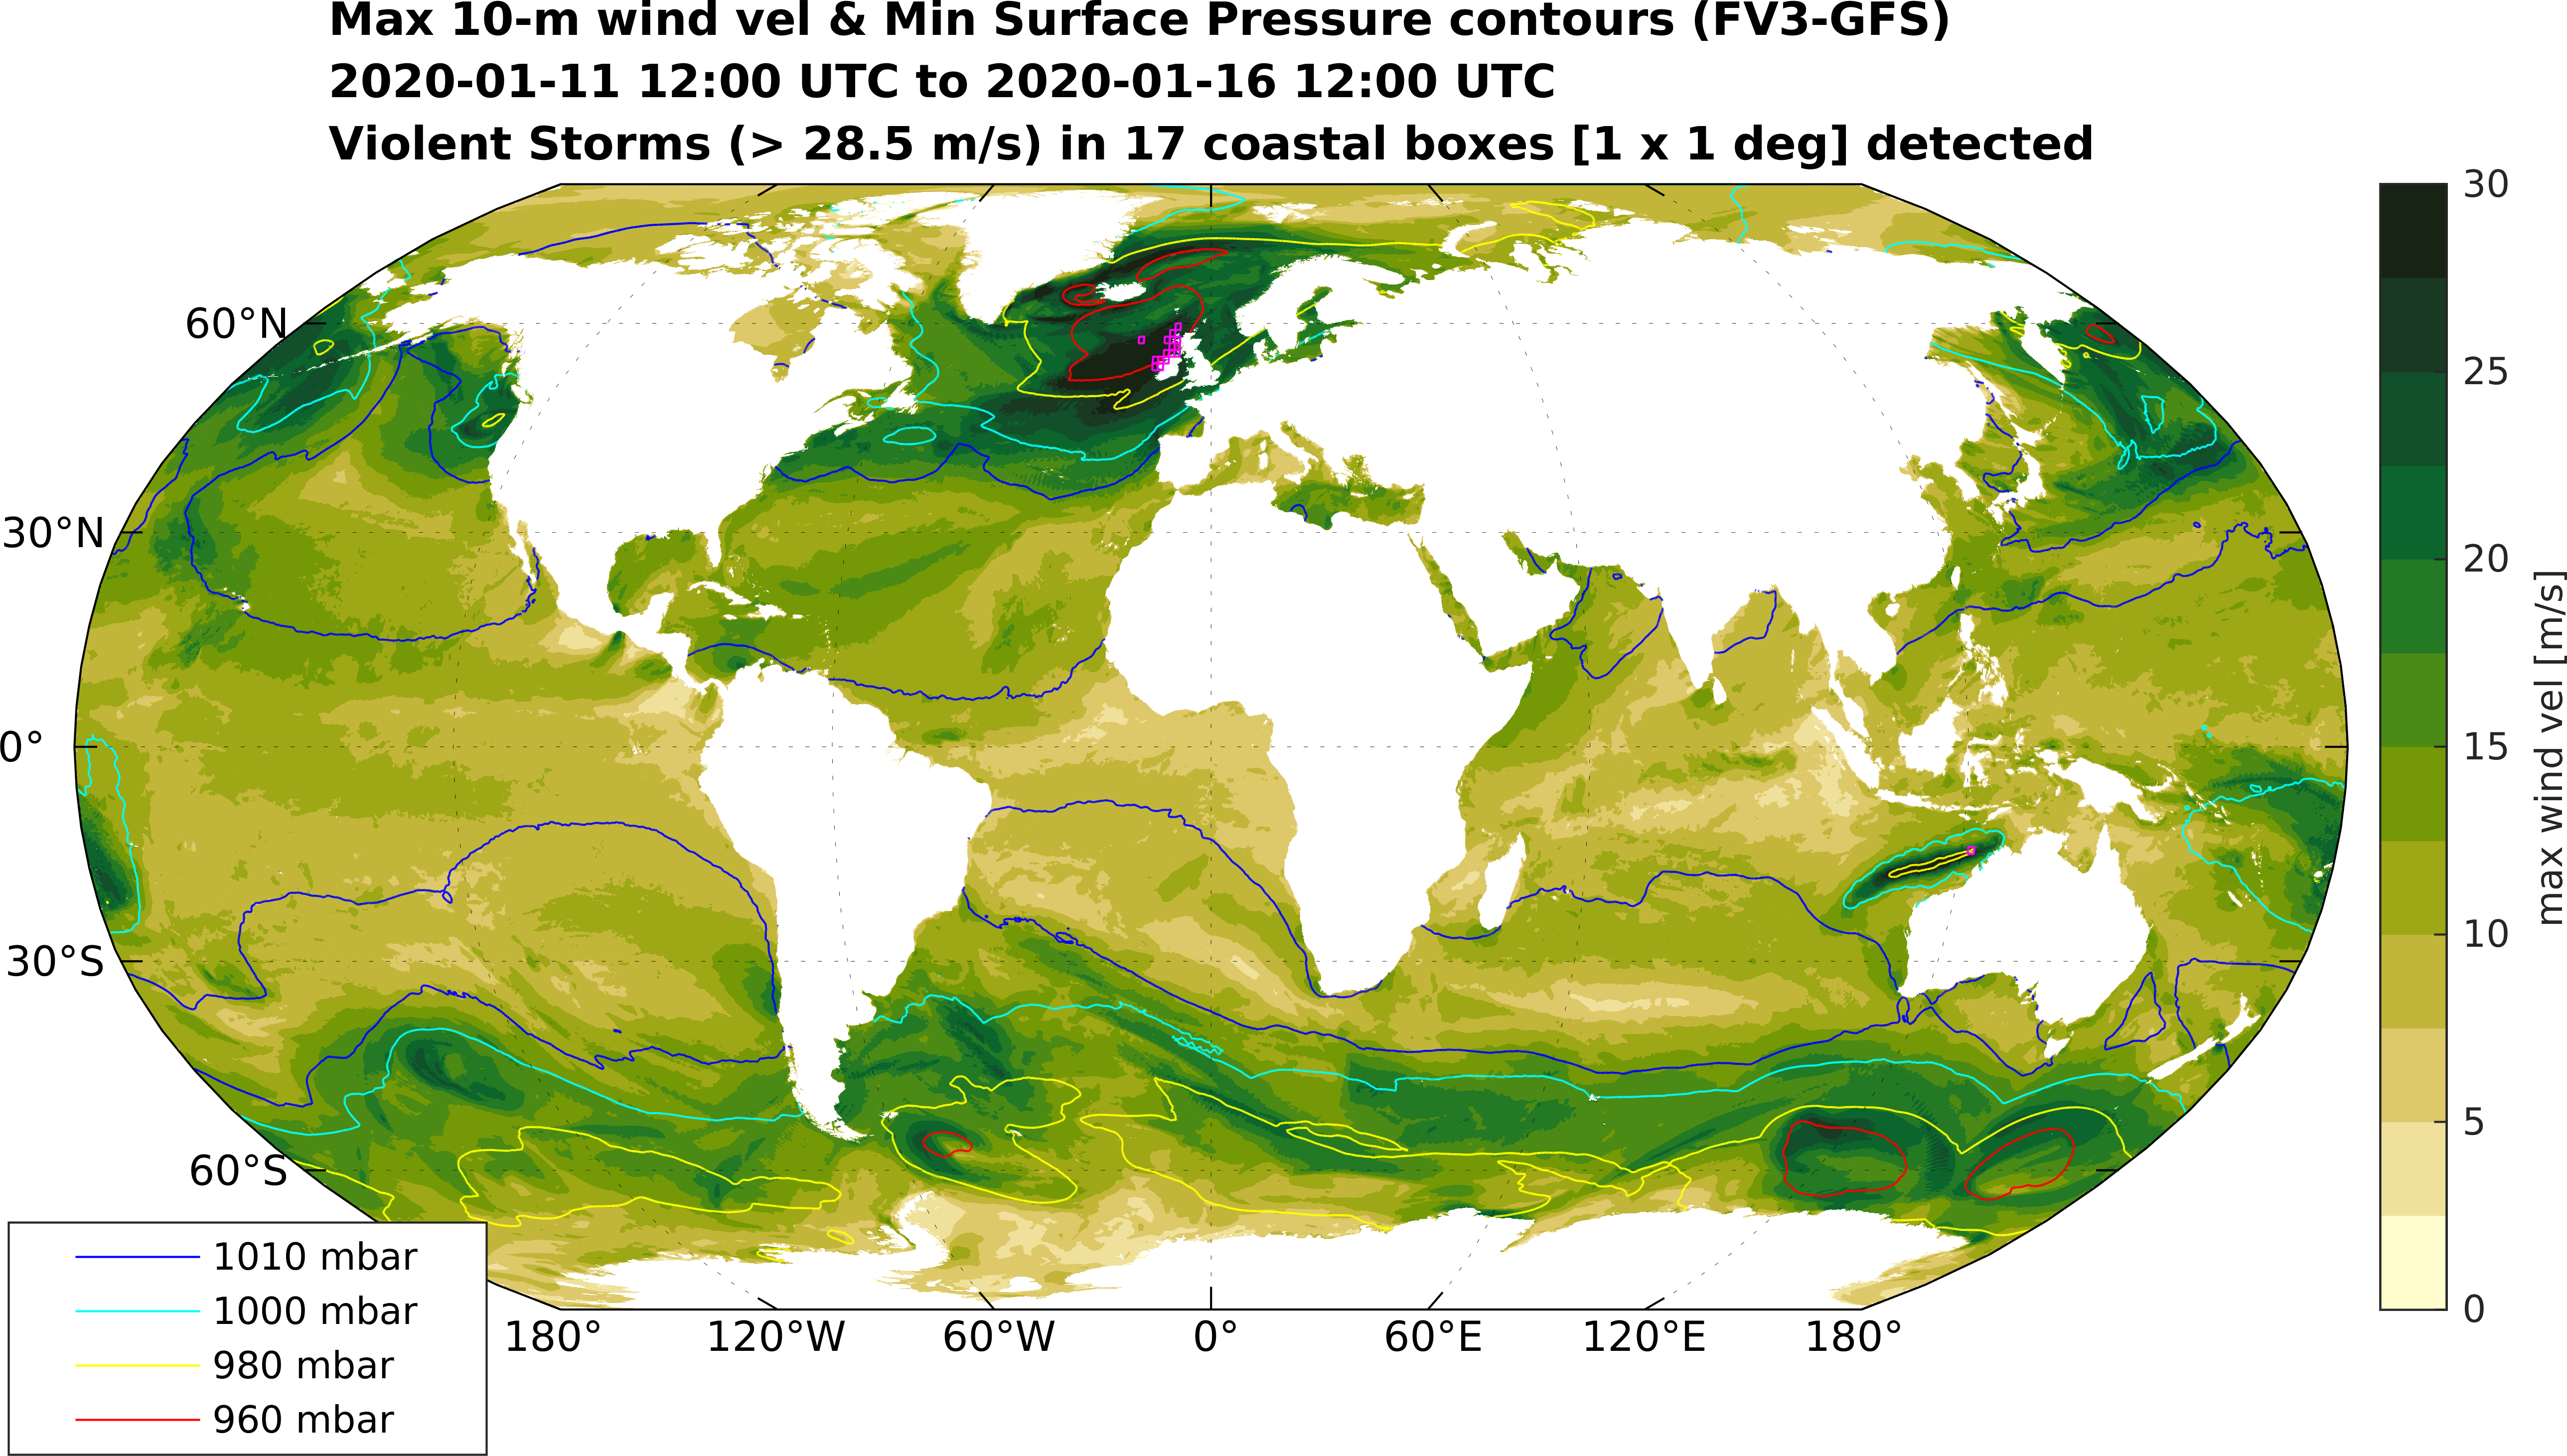 Max 10-m wind vel & Min Surface Pressure contours (FV3-GFS)
2020-01-11 12:00 UTC to 2020-01-16 12:00 UTC
Violent Storms (> 28.5 m/s) in 17 coastal boxes [1 x 1 deg] detected
60°N
30°N
0°
30°S
60°S
180°
120°W
60°W
0°
60°E
120°E
180°
1010 mbar
1000 mbar
980 mbar
960 mbar
30
25
20
15
10
5
0
max wind vel [m/s]